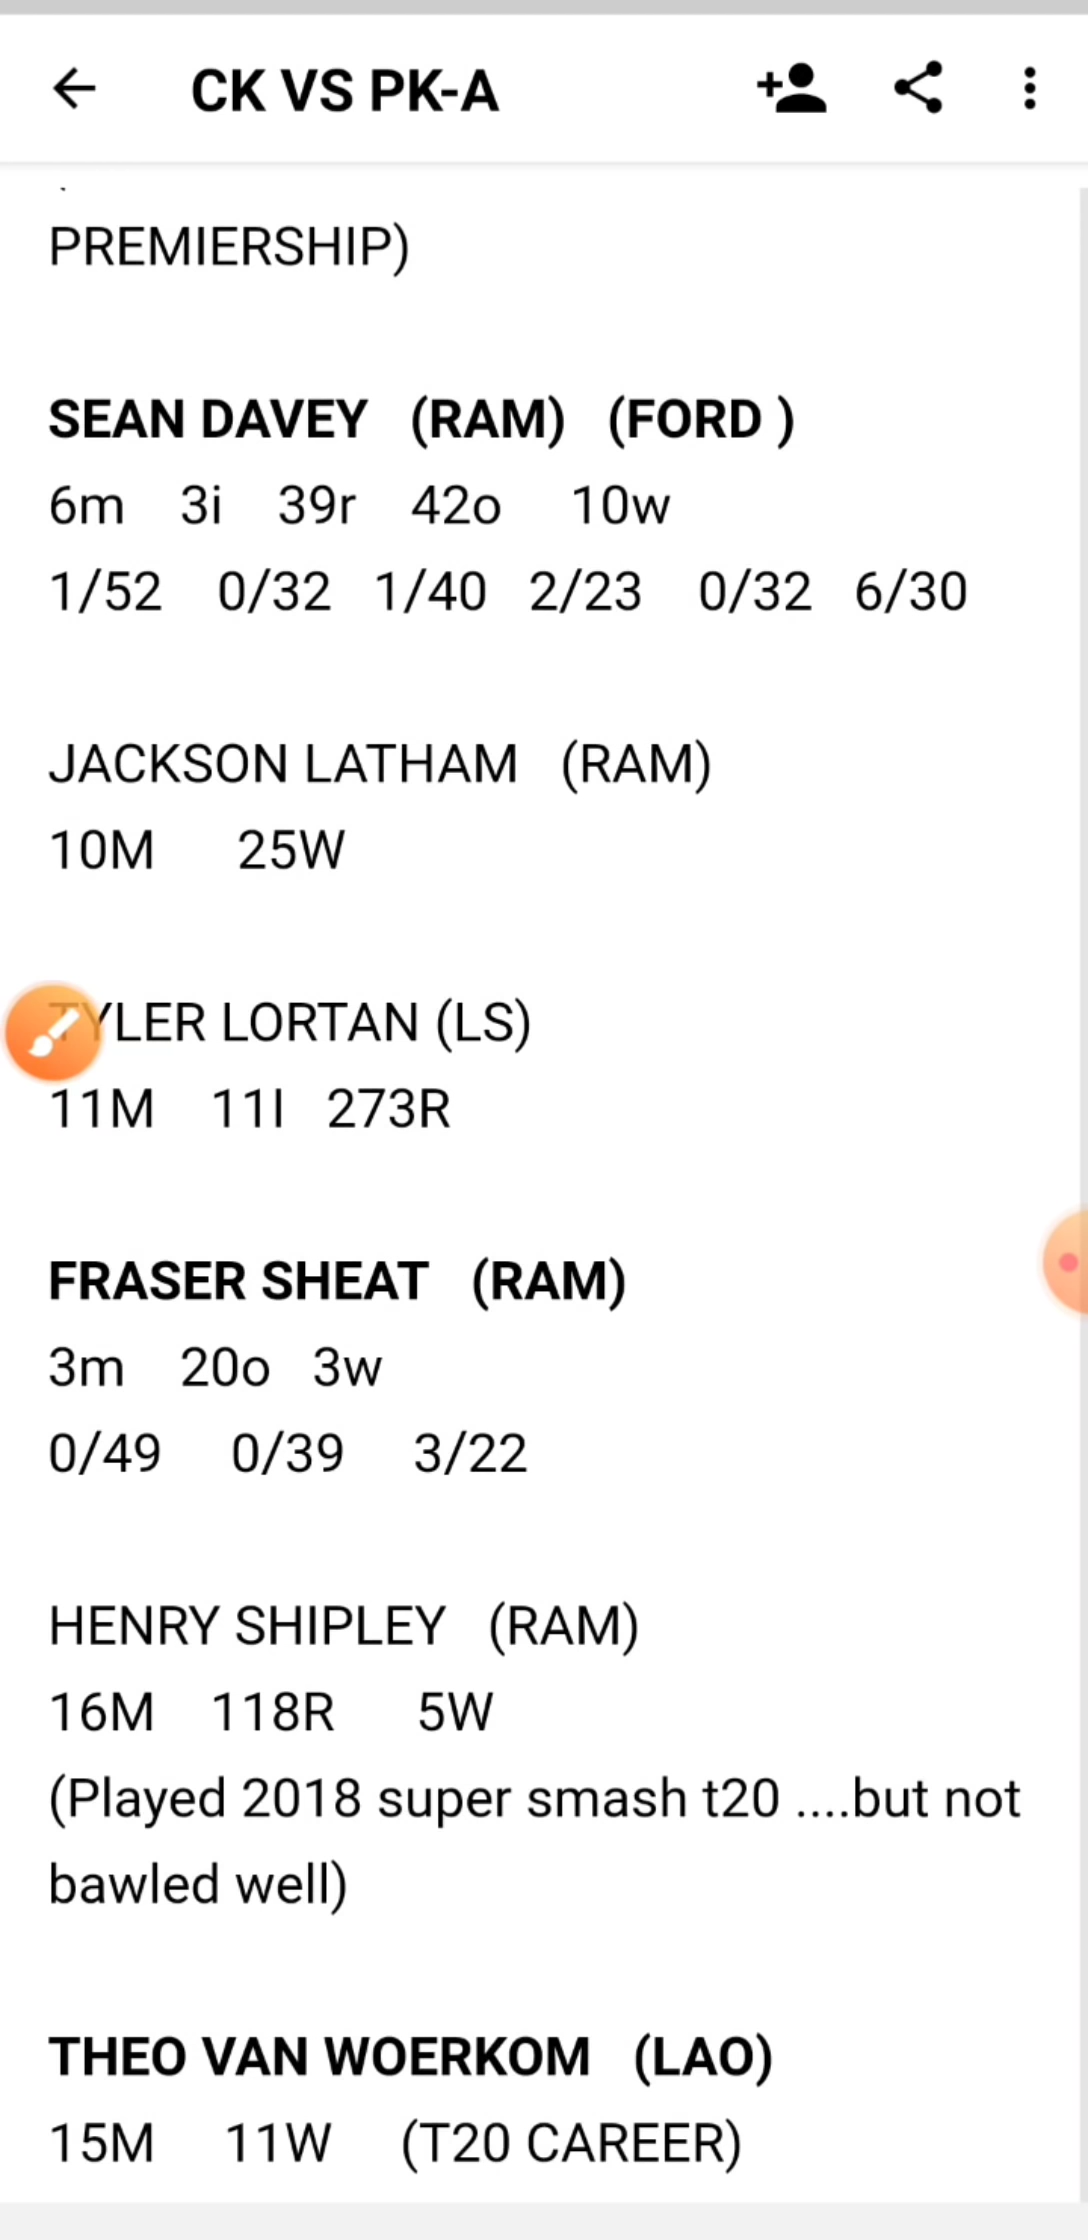 CK VS PK-A
PREMIERSHIP)
SEAN DAVEY (RAM) (FORD )
6m 3i 39r 42o 10w
1/52 0/32 1/40 2/23 0/32 6/30
JACKSON LATHAM (RAM)
10M 25W
TYLER LORTAN (LS)
11M 11I 273R
FRASER SHEAT (RAM)
3m 20o 3w
0/49 0/39 3/22
HENRY SHIPLEY (RAM)
16M 118R 5W
(Played 2018 super smash t20 ....but not
bawled well)
THEO VAN WOERKOM (LAO)
15M 11W (T20 CAREER)